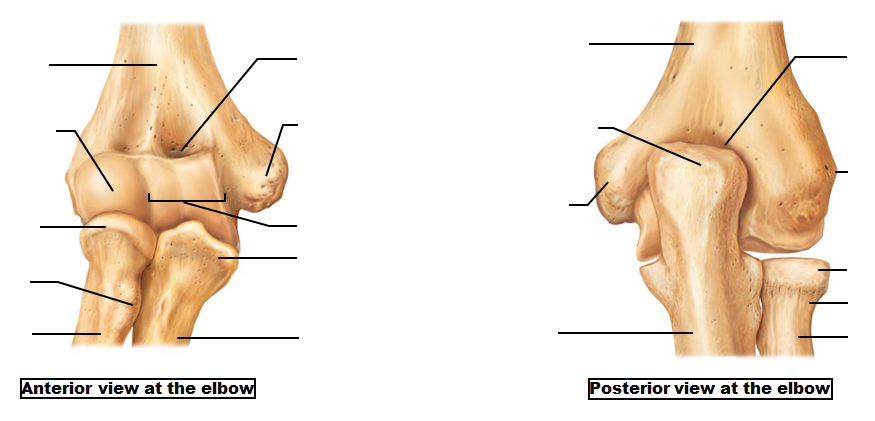 Anterior view at the elbow
Posterior view at the elbow